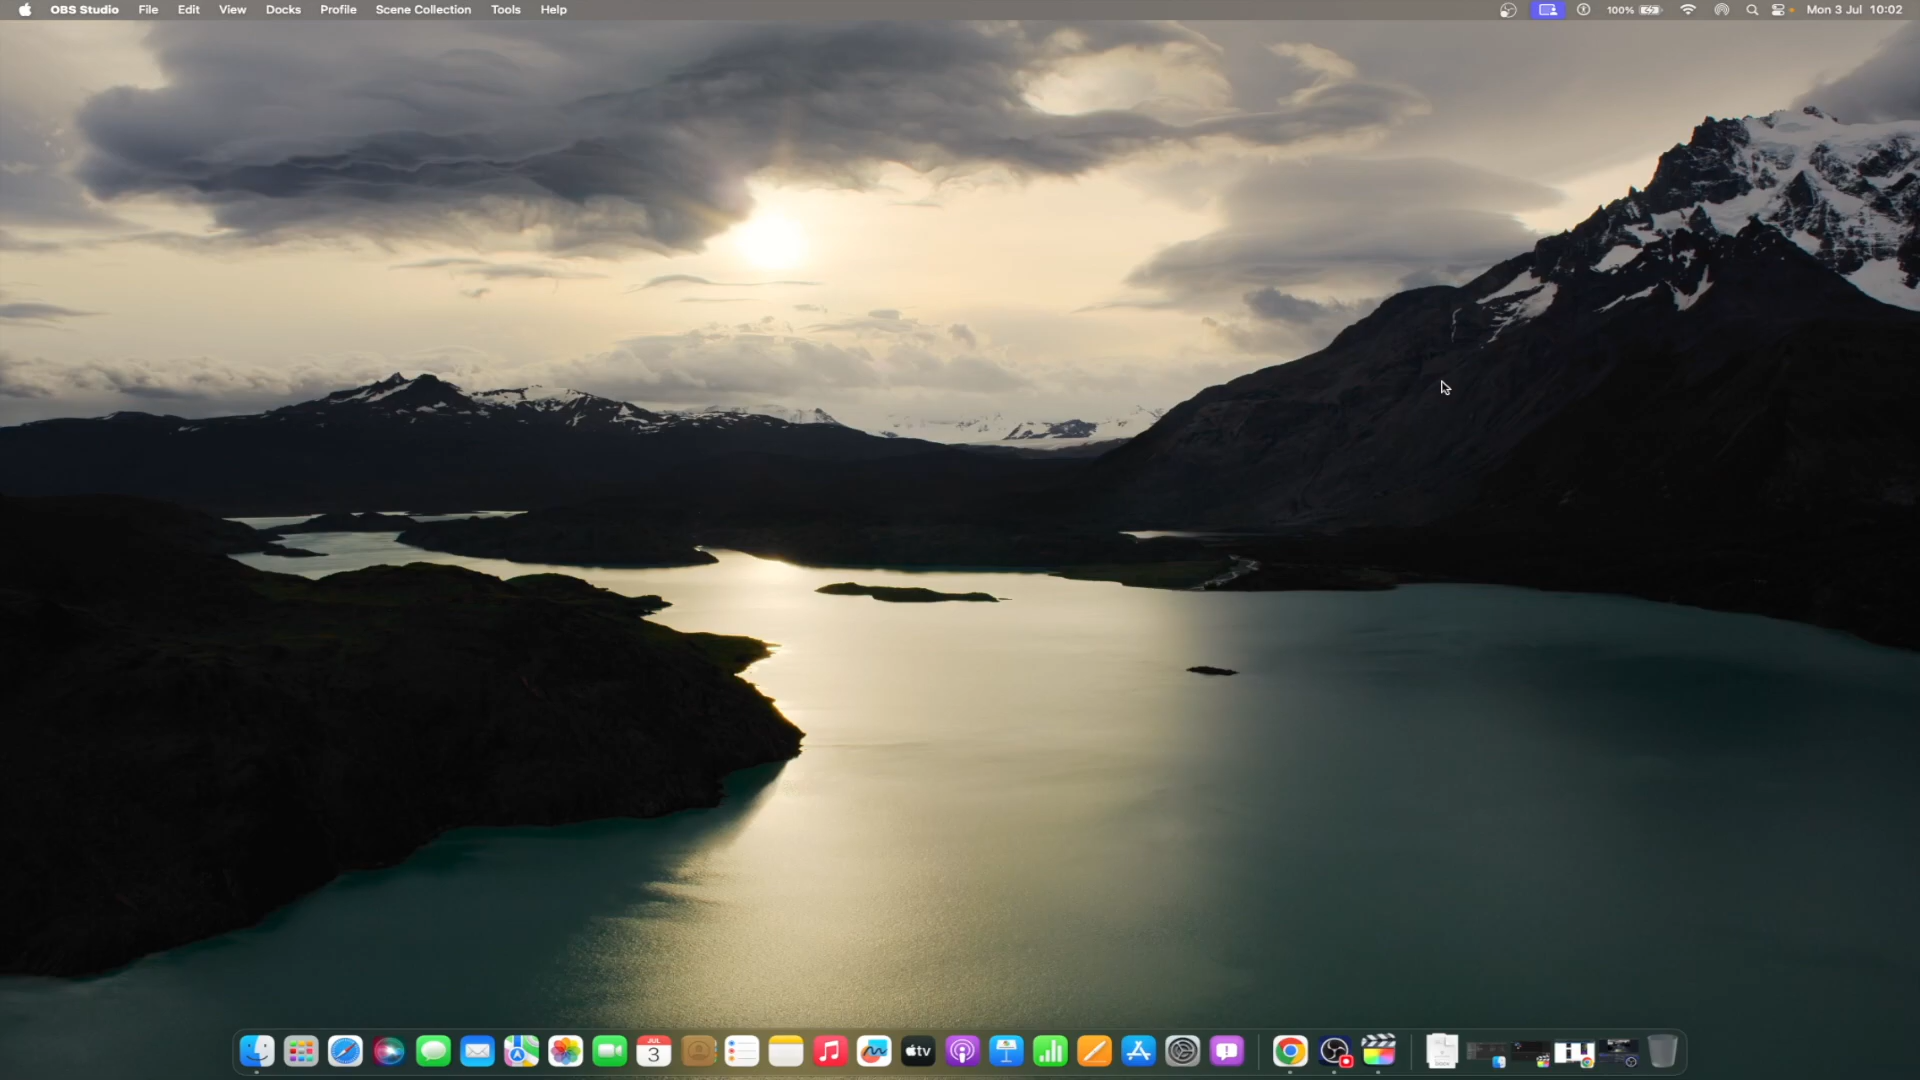 OBS Studio File Edit View Docks Profile Scene Collection Tools Help 100% Mon 3 Jul 10:02
JUL
3
tv